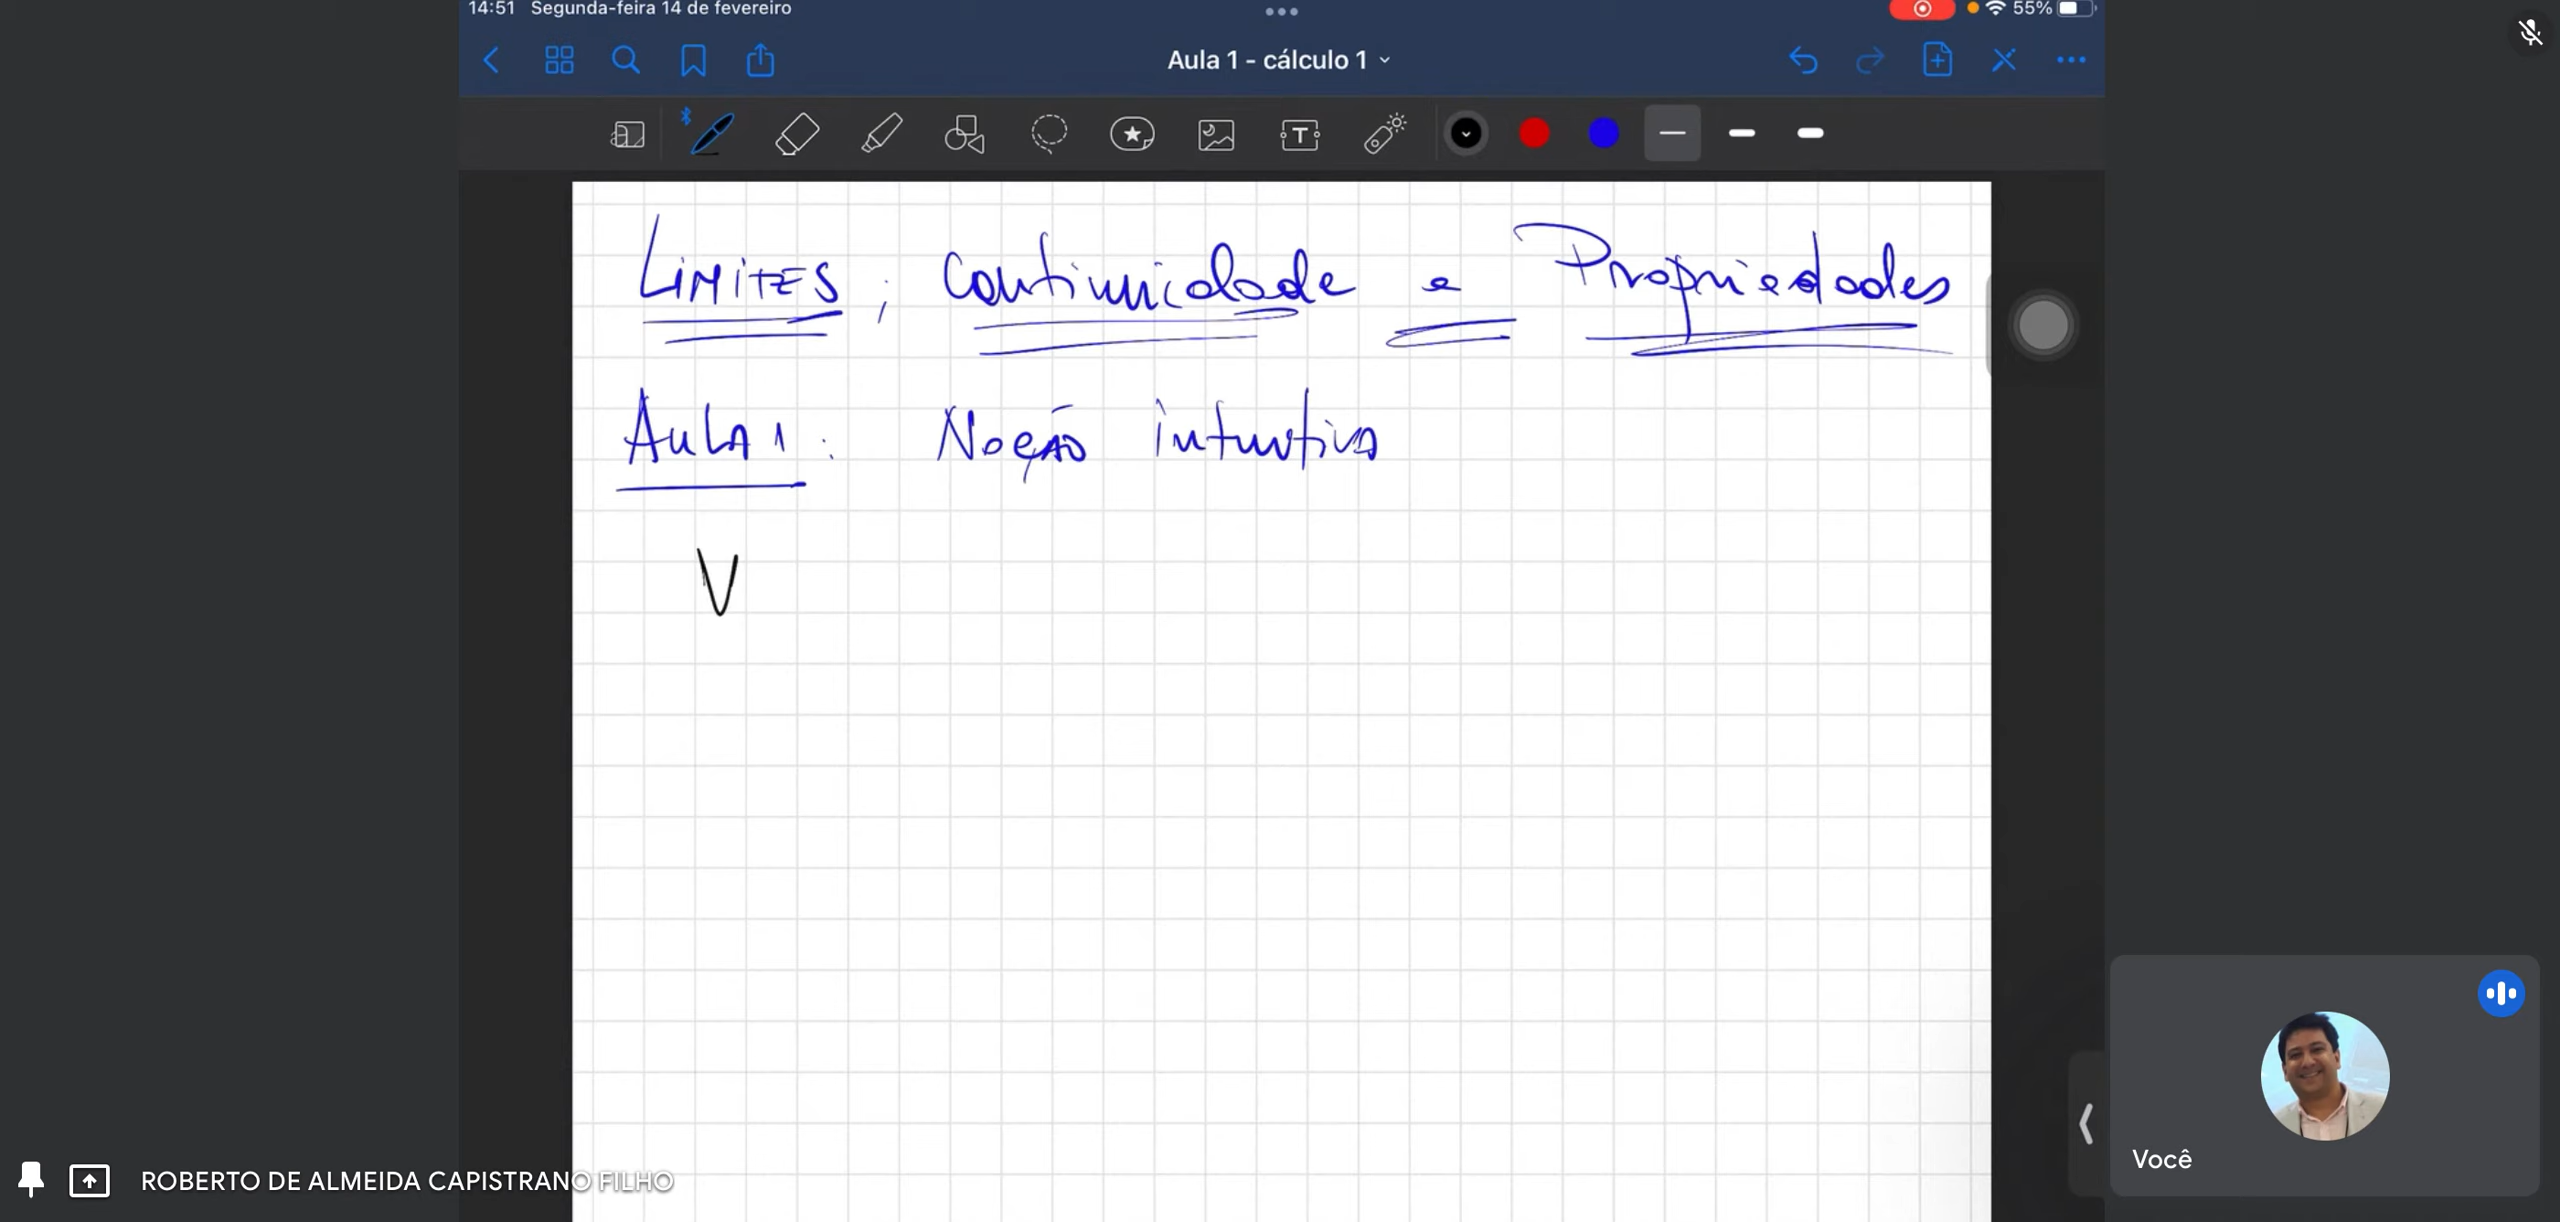 14:51 Segunda-feira 14 de fevereiro
55%
Aula 1 - cálculo 1
a
T
LIMITES, Continuidade e Propriedades
AULA 1: Noção intuitiva
V
ROBERTO DE ALMEIDA CAPISTRANO FILHO
Você